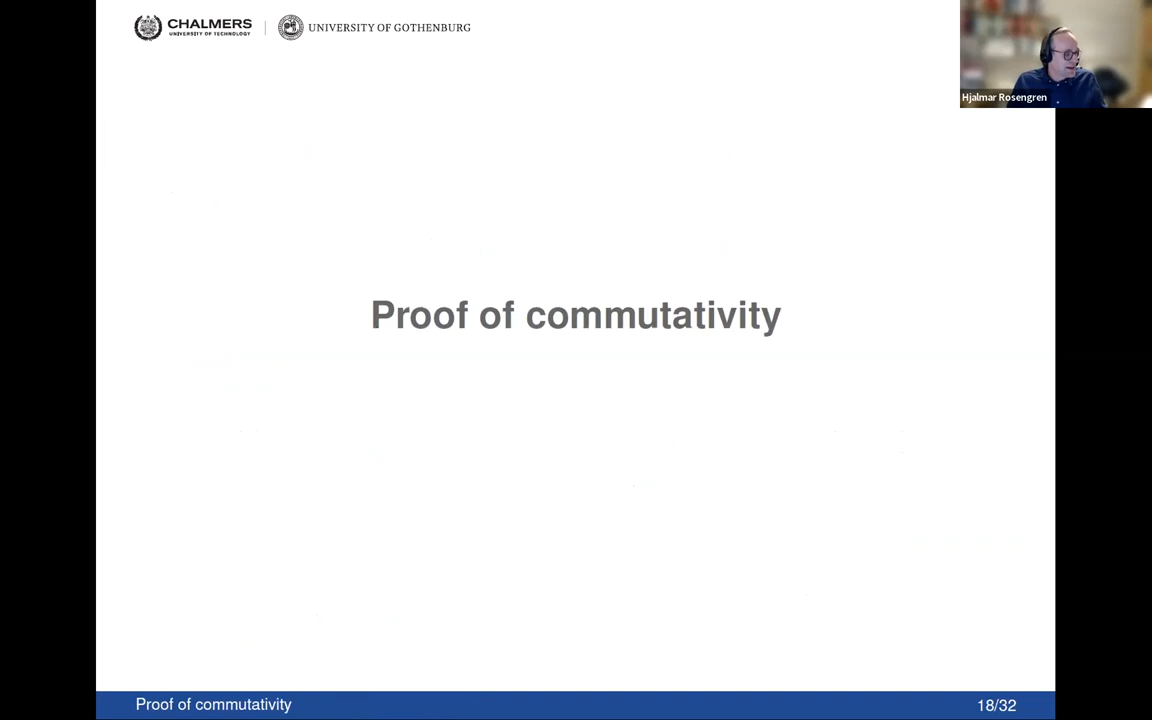 CHALMERS
UNIVERSITY OF TECHNOLOGY
UNIVERSITY OF GOTHENBURG
Hjalmar Rosengren
Proof of commutativity
Proof of commutativity
18/32